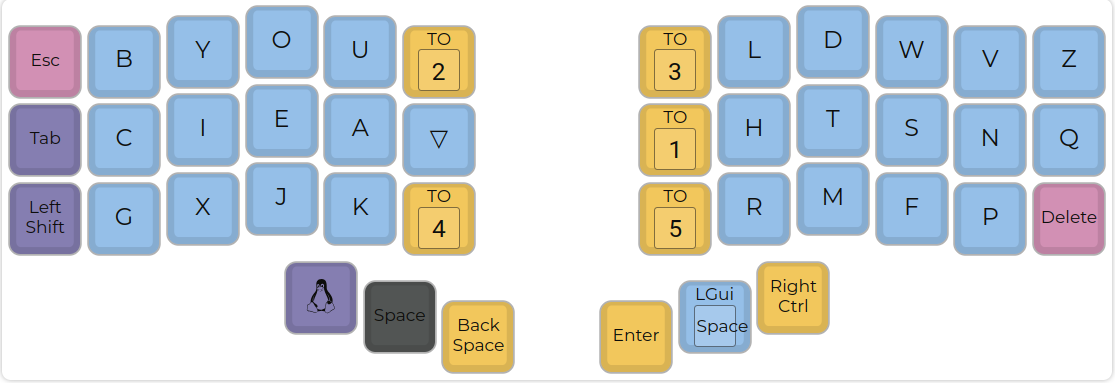 Esc B Y O U TO 2 TO 3 L D W V Z
Tab C I E A ▽ TO 1 H T S N Q
Left Shift G X J K TO 4 TO 5 R M F P Delete
Space Back Space Enter LGui Space Right Ctrl